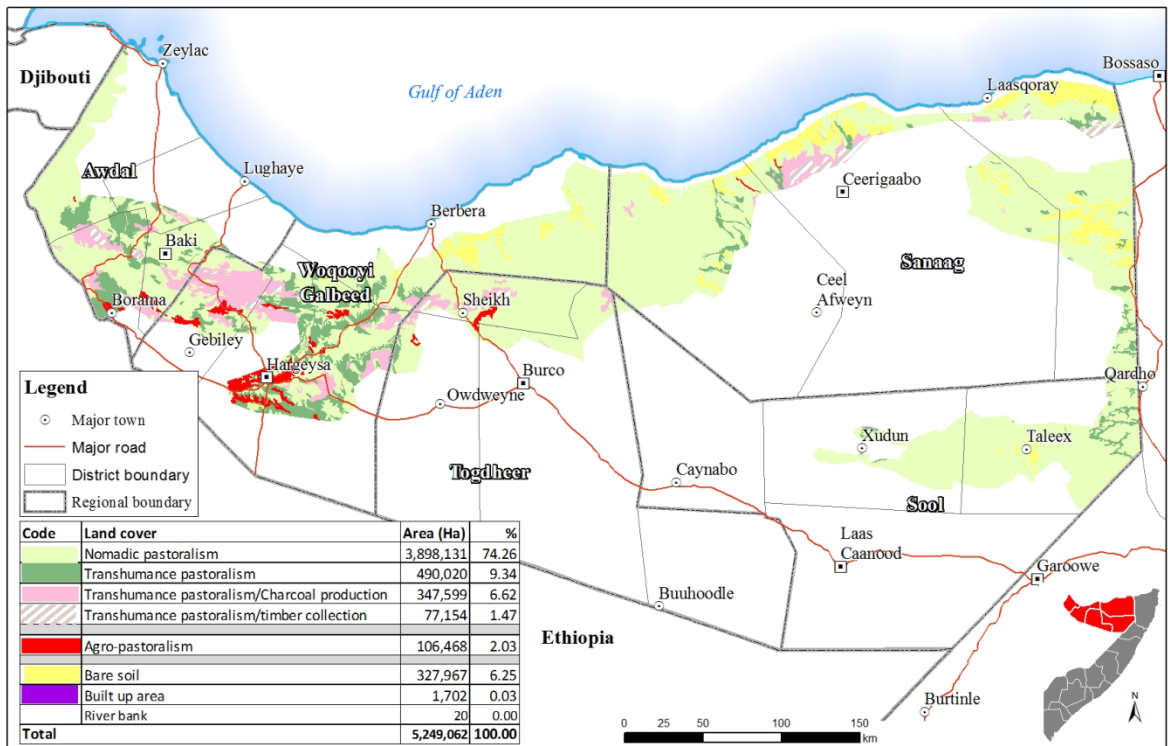 Zeylac
Djibouti
Bossaso
Gulf of Aden
Laasqoray
Awdal
Lughaye
Ceerigaabo
Berbera
Baki
Sanaag
Woqooyi
Galbeed
Ceel
Afweyn
Borama
Sheikh
Gebiley
Hargeysa
Burco
Qardho
Owdweyne
Xudun
Taleex
Togdheer
Caynabo
Sool
Laas
Caanood
Garoowe
Buuhoodle
Ethiopia
Burtinle
Legend
Major town
Major road
District boundary
Regional boundary
Code Land cover Area (Ha) %
Nomadic pastoralism 3,898,131 74.26
Transhumance pastoralism 490,020 9.34
Transhumance pastoralism/Charcoal production 347,599 6.62
Transhumance pastoralism/timber collection 77,154 1.47
Agro-pastoralism 106,468 2.03
Bare soil 327,967 6.25
Built up area 1,702 0.03
River bank 20 0.00
Total 5,249,062 100.00
0 25 50 100 150
km
N